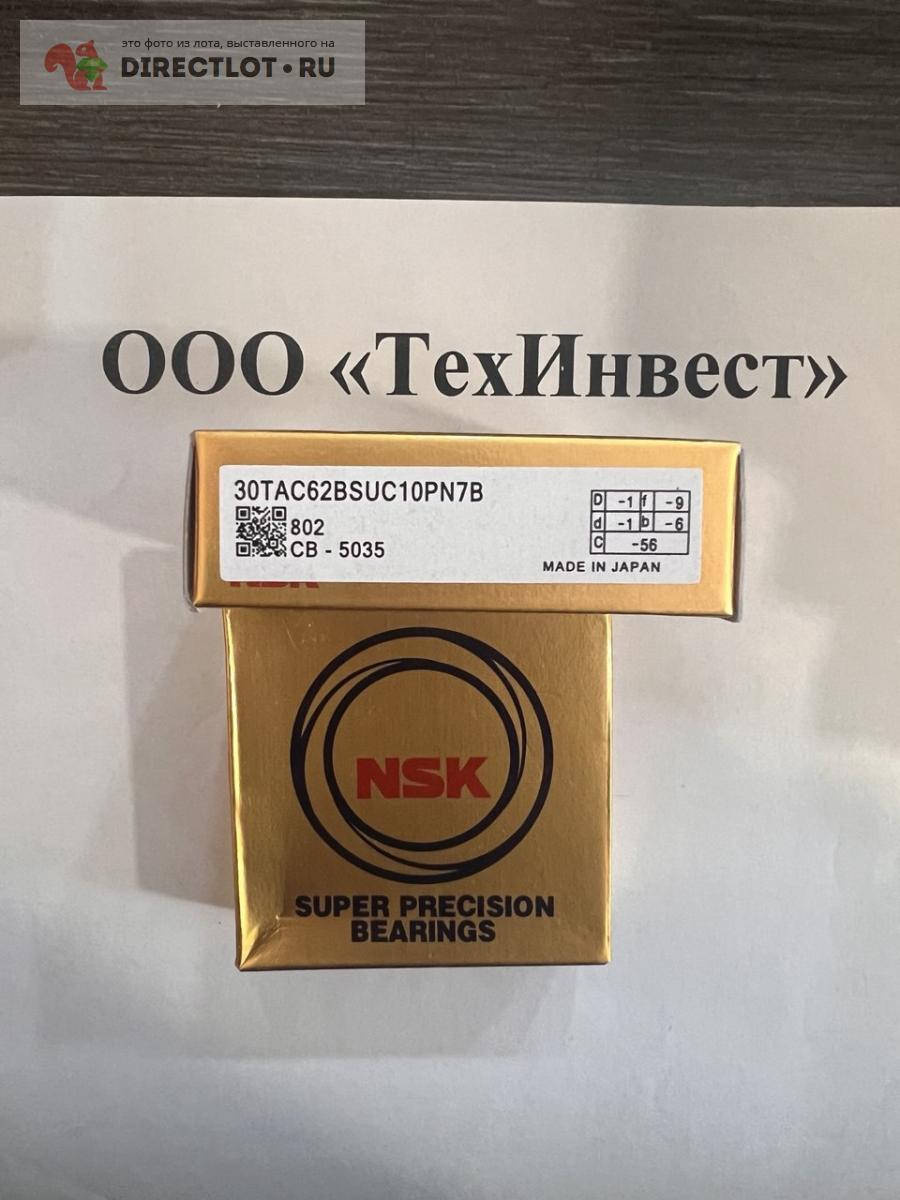 это фото из лота, выставленного на
DIRECTLOT•RU
ООО «ТехИнвест»
30TAC62BSUC10PN7B
802
CB - 5035
D -1 f -9
d -1 b -6
C -56
MADE IN JAPAN
NSK
NSK
SUPER PRECISION
BEARINGS